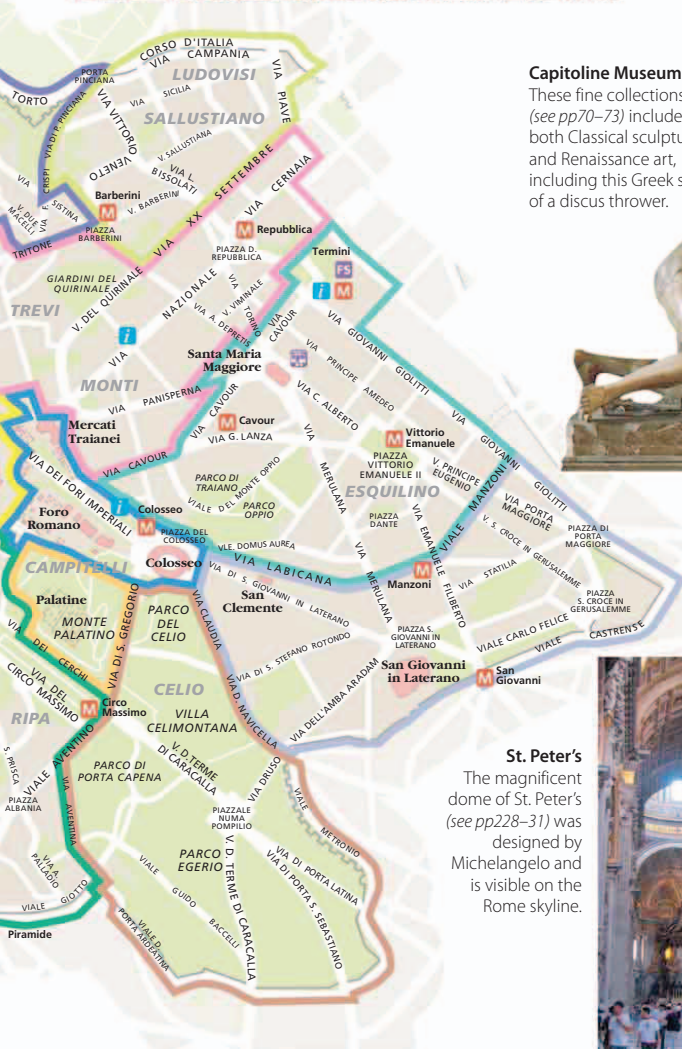 CORSO D'ITALIA
VIA CAMPANIA
PORTA
PINCIANA
LUDOVISI
TORTO
VIA SICILIA
VIA PIAVE
VIA DI P. PINCIANA
VIA VITTORIO
VENETO
SALLUSTIANO
V. SALLUSTIANA
VIA L.
BISSOLATI
VIA XX SETTEMBRE
VIA CERNAIA
VIA
VIA F. CRISPI
SISTINA
V. DUE
MACELLI
Barberini
M
V. BARBERINI
PIAZZA
BARBERINI
TRITONE
M Repubblica
PIAZZA D.
REPUBBLICA
Termini
FS
i M
GIARDINI DEL
QUIRINALE
V. DEL QUIRINALE
TREVI
VIA NAZIONALE
VIA A. DEPRETIS
V. VIMINALE
VIA TORINO
VIA CAVOUR
i
Santa Maria
Maggiore
VIA GIOVANNI GIOLITTI
VIA PRINCIPE AMEDEO
MONTI
VIA PANISPERNA
VIA CAVOUR
VIA C. ALBERTO
M Cavour
VIA G. LANZA
M Vittorio
Emanuele
VIA GIOVANNI GIOLITTI
Mercati
Traianei
VIA CAVOUR
VIA MERULANA
PIAZZA
VITTORIO
EMANUELE II
V. PRINCIPE
EUGENIO
VIALE MANZONI
VIA DEI FORI IMPERIALI
PARCO DI
TRAIANO
VIALE DEL MONTE OPPIO
PARCO
OPPIO
ESQUILINO
VIA PORTA
MAGGIORE
Foro
Romano
i Colosseo
M
PIAZZA DEL
COLOSSEO
PIAZZA
DANTE
VIA EMANUELE FILIBERTO
V. S. CROCE IN GERUSALEMME
PIAZZA DI
PORTA
MAGGIORE
CAMPITELLI
Colosseo
VLE. DOMUS AUREA
VIA LABICANA
VIA MERULANA
M
Manzoni
VIA STATILIA
PIAZZA
S. CROCE IN
GERUSALEMME
Palatine
MONTE
PALATINO
VIA DI S. GREGORIO
PARCO
DEL
CELIO
VIA CLAUDIA
VIA DI S. GIOVANNI IN LATERANO
San
Clemente
VIA DI S. STEFANO ROTONDO
PIAZZA S.
GIOVANNI IN
LATERANO
VIALE CARLO FELICE
VIALE CASTRENSE
VIA DEI CERCHI
VIA DEL
CIRCO MASSIMO
San Giovanni
in Laterano
M San
Giovanni
CELIO
VILLA
CELIMONTANA
VIA D. NAVICELLA
VIA DELL'AMBA ARADAM
RIPA
M Circo
Massimo
S. PRISCA
VIALE AVENTINO
PIAZZA
ALBANIA
VIA AVENTINA
PARCO DI
PORTA CAPENA
V. D. TERME
DI CARACALLA
VIA DRUSO
PIAZZALE
NUMA
POMPILIO
VIALE METRONIO
PARCO
EGERIO
V. D. TERME DI CARACALLA
VIA DI PORTA LATINA
VIA DI PORTA S. SEBASTIANO
VIA A.
PALLADIO
VIALE GIOTTO
VIALE GUIDO BACCELLI
VIALE D.
PORTA ARDEATINA
Piramide
Capitoline Museum
These fine collections
(see pp70–73) include
both Classical sculptu
and Renaissance art,
including this Greek s
of a discus thrower.
St. Peter's
The magnificent
dome of St. Peter's
(see pp228–31) was
designed by
Michelangelo and
is visible on the
Rome skyline.